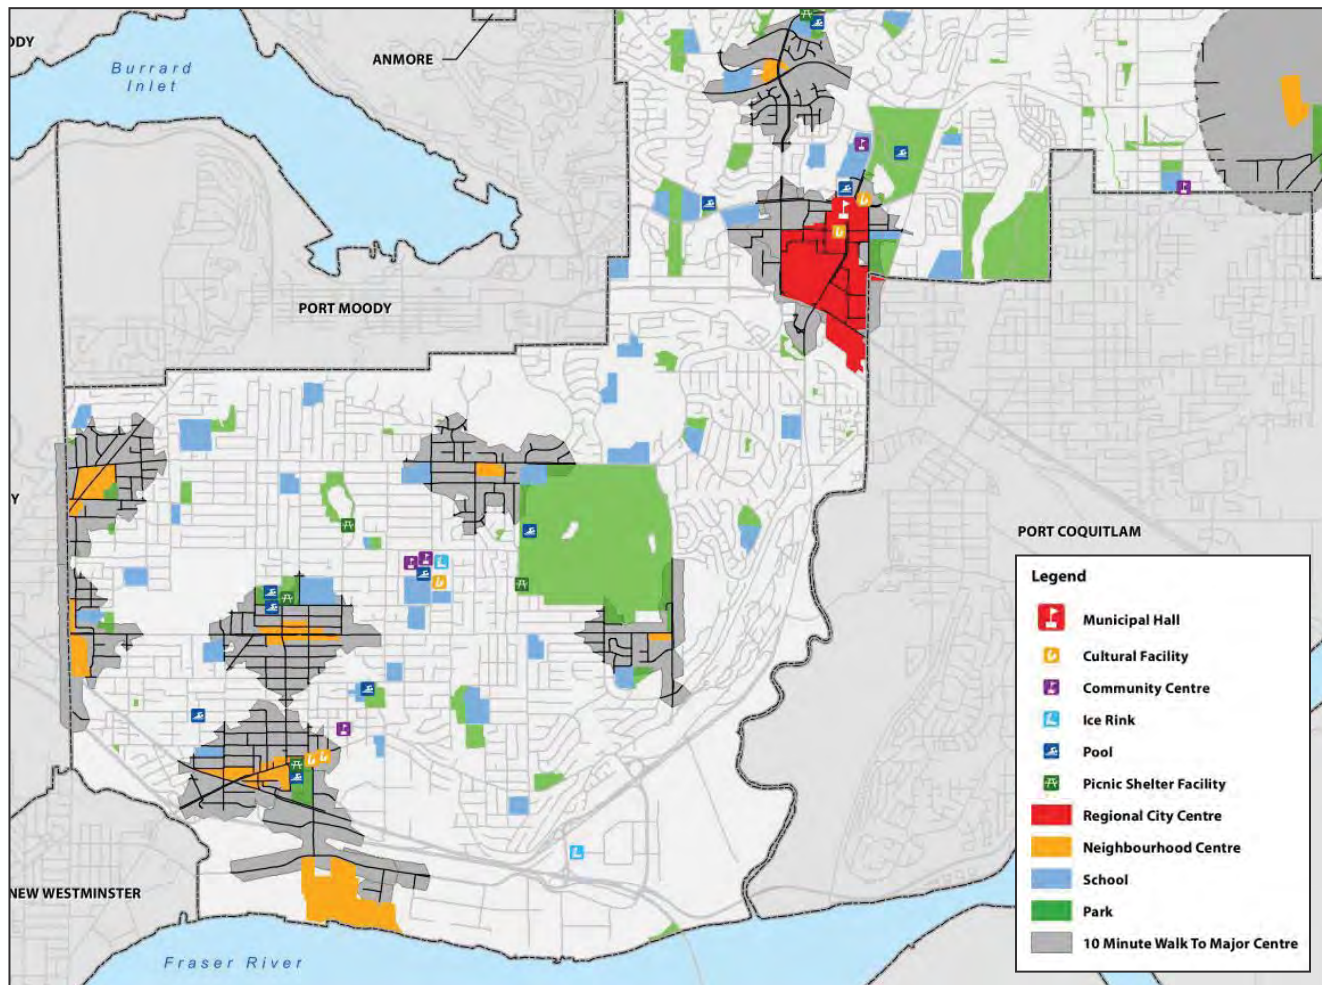 ODY
Burrard
Inlet
ANMORE
PORT MOODY
Y
PORT COQUITLAM
NEW WESTMINSTER
Fraser River
Legend
Municipal Hall
Cultural Facility
Community Centre
Ice Rink
Pool
Picnic Shelter Facility
Regional City Centre
Neighbourhood Centre
School
Park
10 Minute Walk To Major Centre